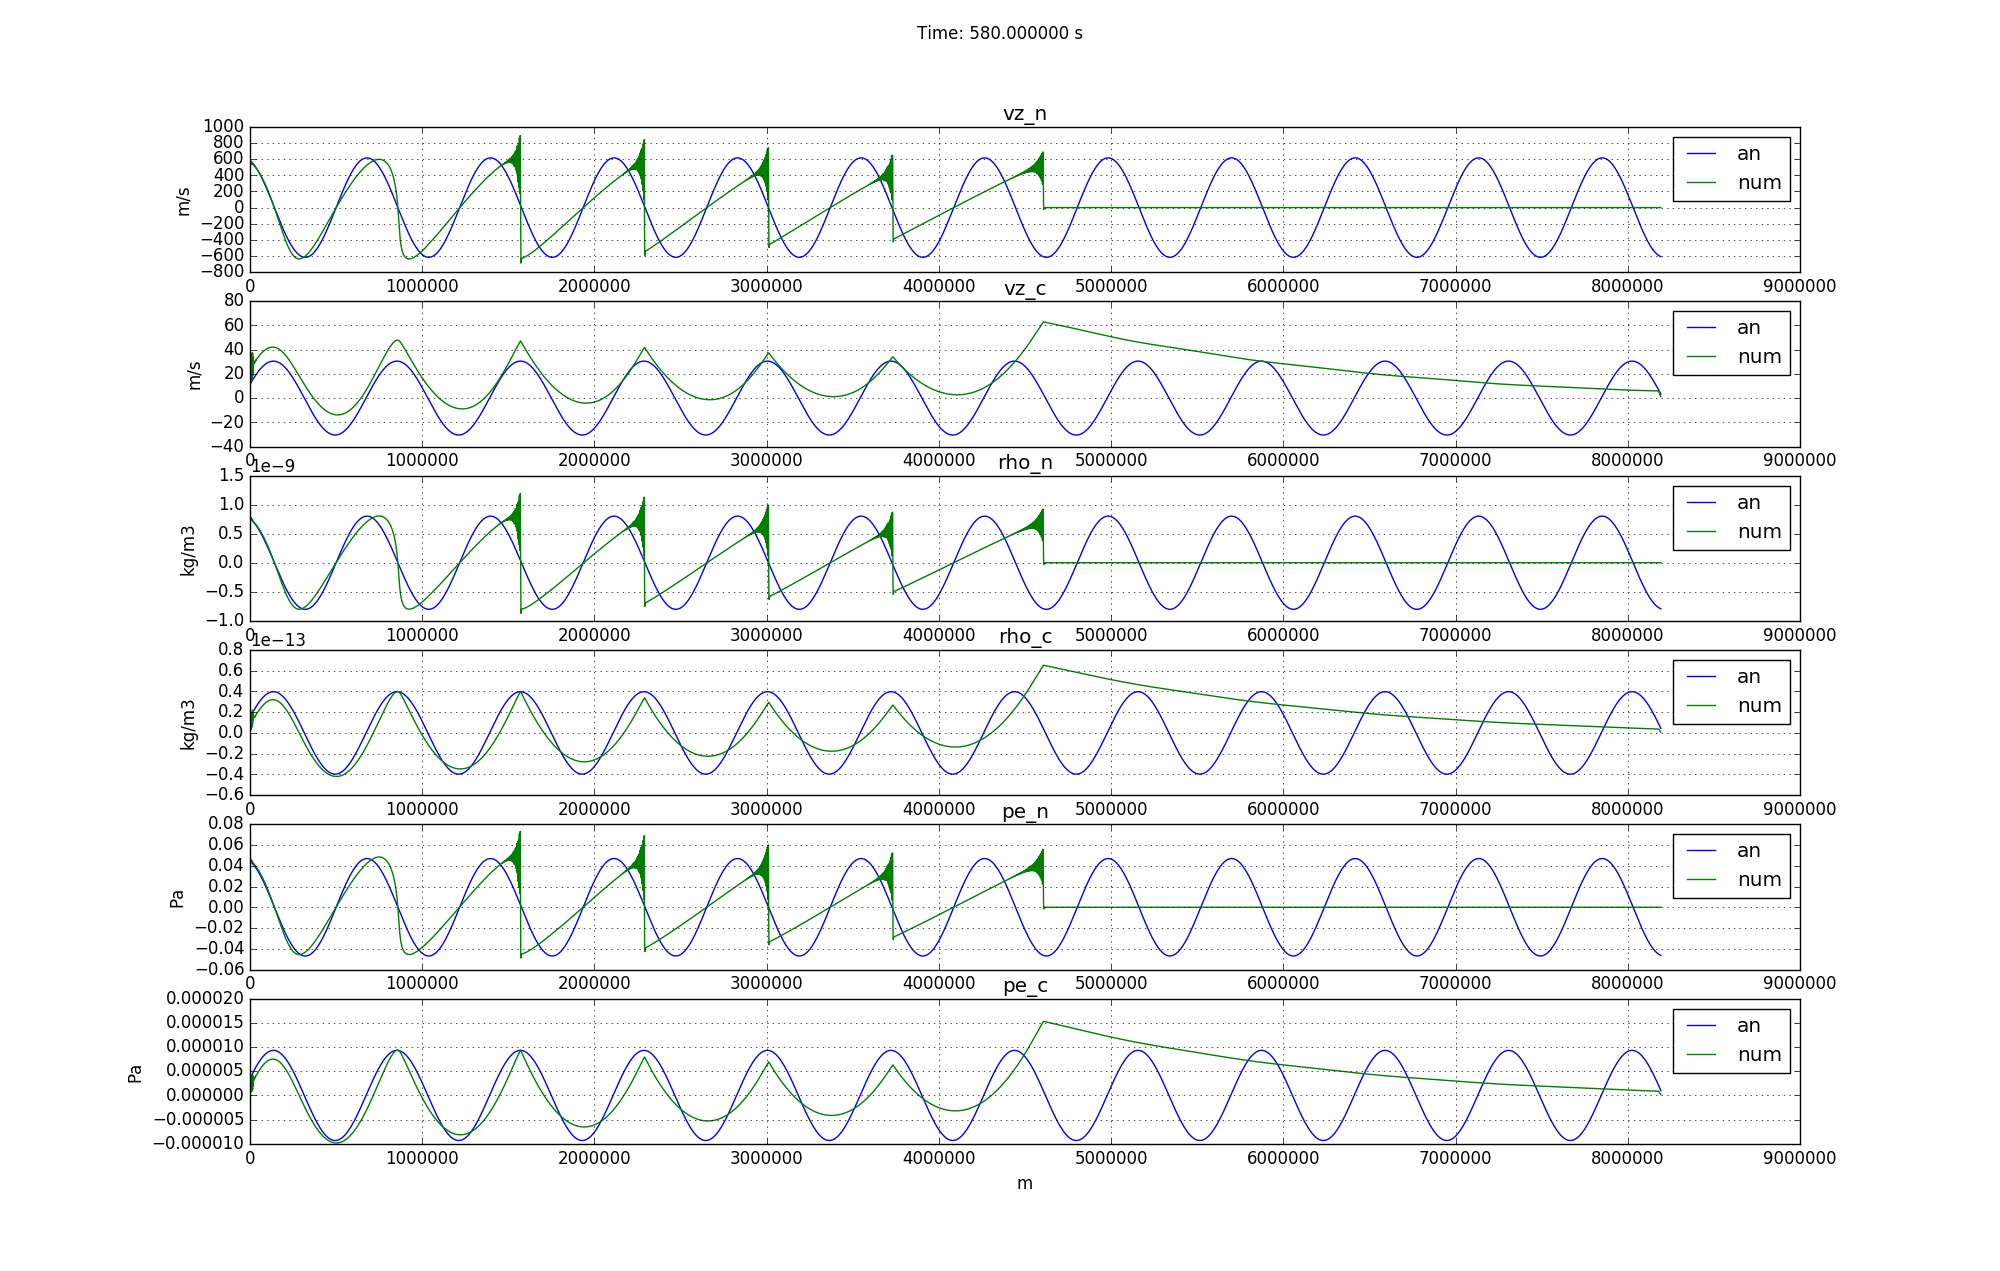 Time: 580.000000 s
vz_n
1000
800
600
400
200
0
−200
−400
−600
−800
m/s
an
num
0 1000000 2000000 3000000 4000000 5000000 6000000 7000000 8000000 9000000
vz_c
80
60
40
20
0
−20
−40
m/s
an
num
0 1000000 2000000 3000000 4000000 5000000 6000000 7000000 8000000 9000000
1e−9
rho_n
1.5
1.0
0.5
0.0
−0.5
−1.0
kg/m3
an
num
0 1000000 2000000 3000000 4000000 5000000 6000000 7000000 8000000 9000000
1e−13
rho_c
0.8
0.6
0.4
0.2
0.0
−0.2
−0.4
−0.6
kg/m3
an
num
0 1000000 2000000 3000000 4000000 5000000 6000000 7000000 8000000 9000000
pe_n
0.08
0.06
0.04
0.02
0.00
−0.02
−0.04
−0.06
Pa
an
num
0 1000000 2000000 3000000 4000000 5000000 6000000 7000000 8000000 9000000
pe_c
0.000020
0.000015
0.000010
0.000005
0.000000
−0.000005
−0.000010
Pa
an
num
0 1000000 2000000 3000000 4000000 5000000 6000000 7000000 8000000 9000000
m